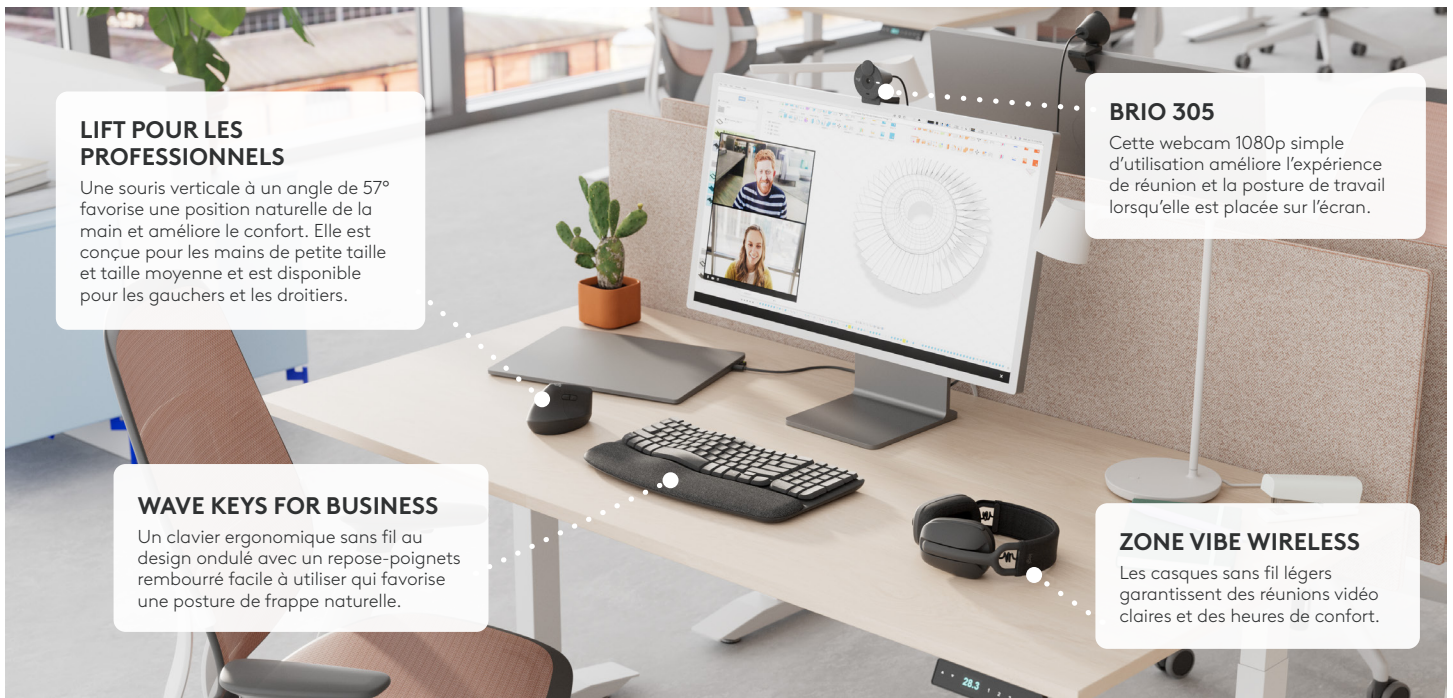 LIFT POUR LES
PROFESSIONNELS
Une souris verticale à un angle de 57°
favorise une position naturelle de la
main et améliore le confort. Elle est
conçue pour les mains de petite taille
et taille moyenne et est disponible
pour les gauchers et les droitiers.
BRIO 305
Cette webcam 1080p simple
d’utilisation améliore l’expérience
de réunion et la posture de travail
lorsqu’elle est placée sur l’écran.
WAVE KEYS FOR BUSINESS
Un clavier ergonomique sans fil au
design ondulé avec un repose-poignets
rembourré facile à utiliser qui favorise
une posture de frappe naturelle.
ZONE VIBE WIRELESS
Les casques sans fil légers
garantissent des réunions vidéo
claires et des heures de confort.
28.3